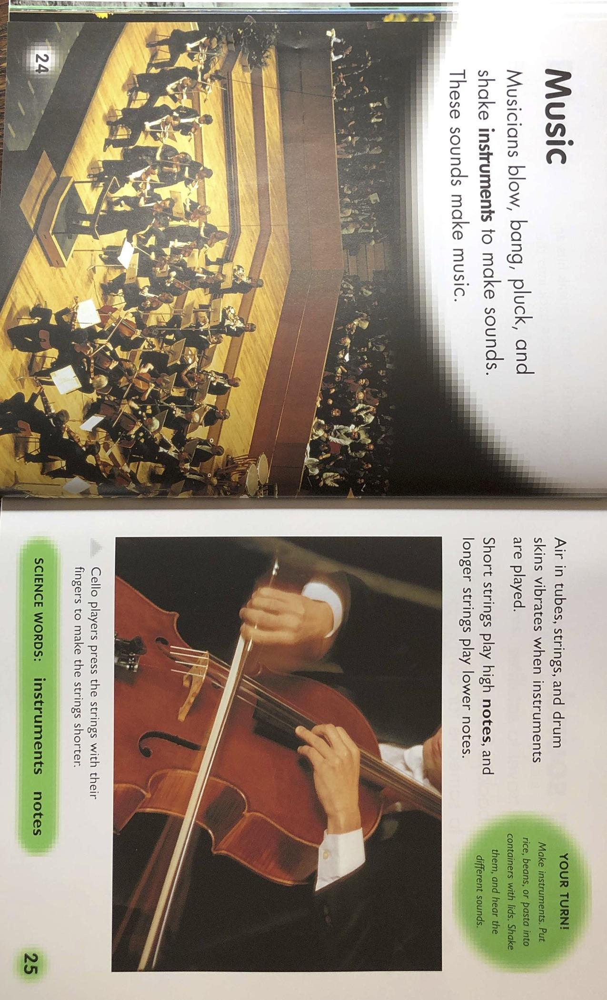 Music
Musicians blow, bang, pluck, and
shake instruments to make sounds.
These sounds make music.
24
Air in tubes, strings, and drum
skins vibrates when instruments
are played.
Short strings play high notes, and
longer strings play lower notes.
YOUR TURN!
Make instruments. Put
rice, beans, or pasta into
containers with lids. Shake
them, and hear the
different sounds.
Cello players press the strings with their
fingers to make the strings shorter.
SCIENCE WORDS: instruments notes
25